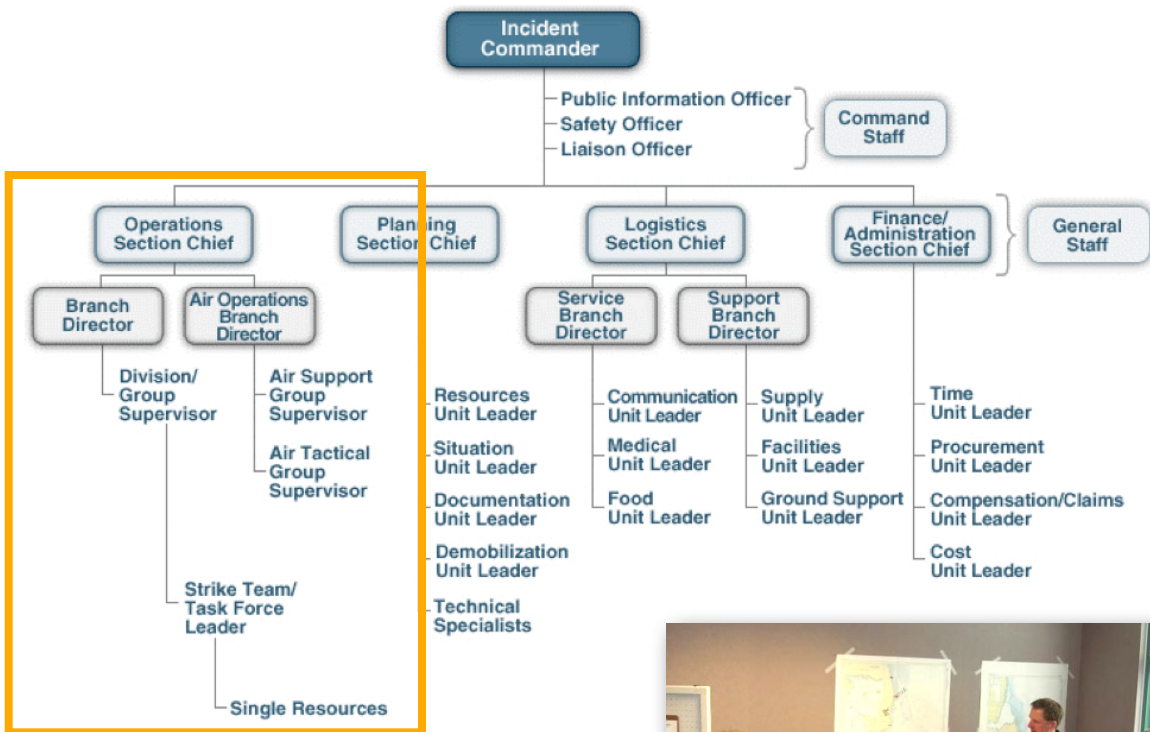 Incident
Commander
Public Information Officer
Safety Officer
Liaison Officer
Command
Staff
Operations
Section Chief
Planning
Section Chief
Logistics
Section Chief
Finance/
Administration
Section Chief
General
Staff
Branch
Director
Air Operations
Branch
Director
Service
Branch
Director
Support
Branch
Director
Division/
Group
Supervisor
Air Support
Group
Supervisor
Air Tactical
Group
Supervisor
Strike Team/
Task Force
Leader
Single Resources
Resources
Unit Leader
Situation
Unit Leader
Documentation
Unit Leader
Demobilization
Unit Leader
Technical
Specialists
Communication
Unit Leader
Medical
Unit Leader
Food
Unit Leader
Supply
Unit Leader
Facilities
Unit Leader
Ground Support
Unit Leader
Time
Unit Leader
Procurement
Unit Leader
Compensation/Claims
Unit Leader
Cost
Unit Leader